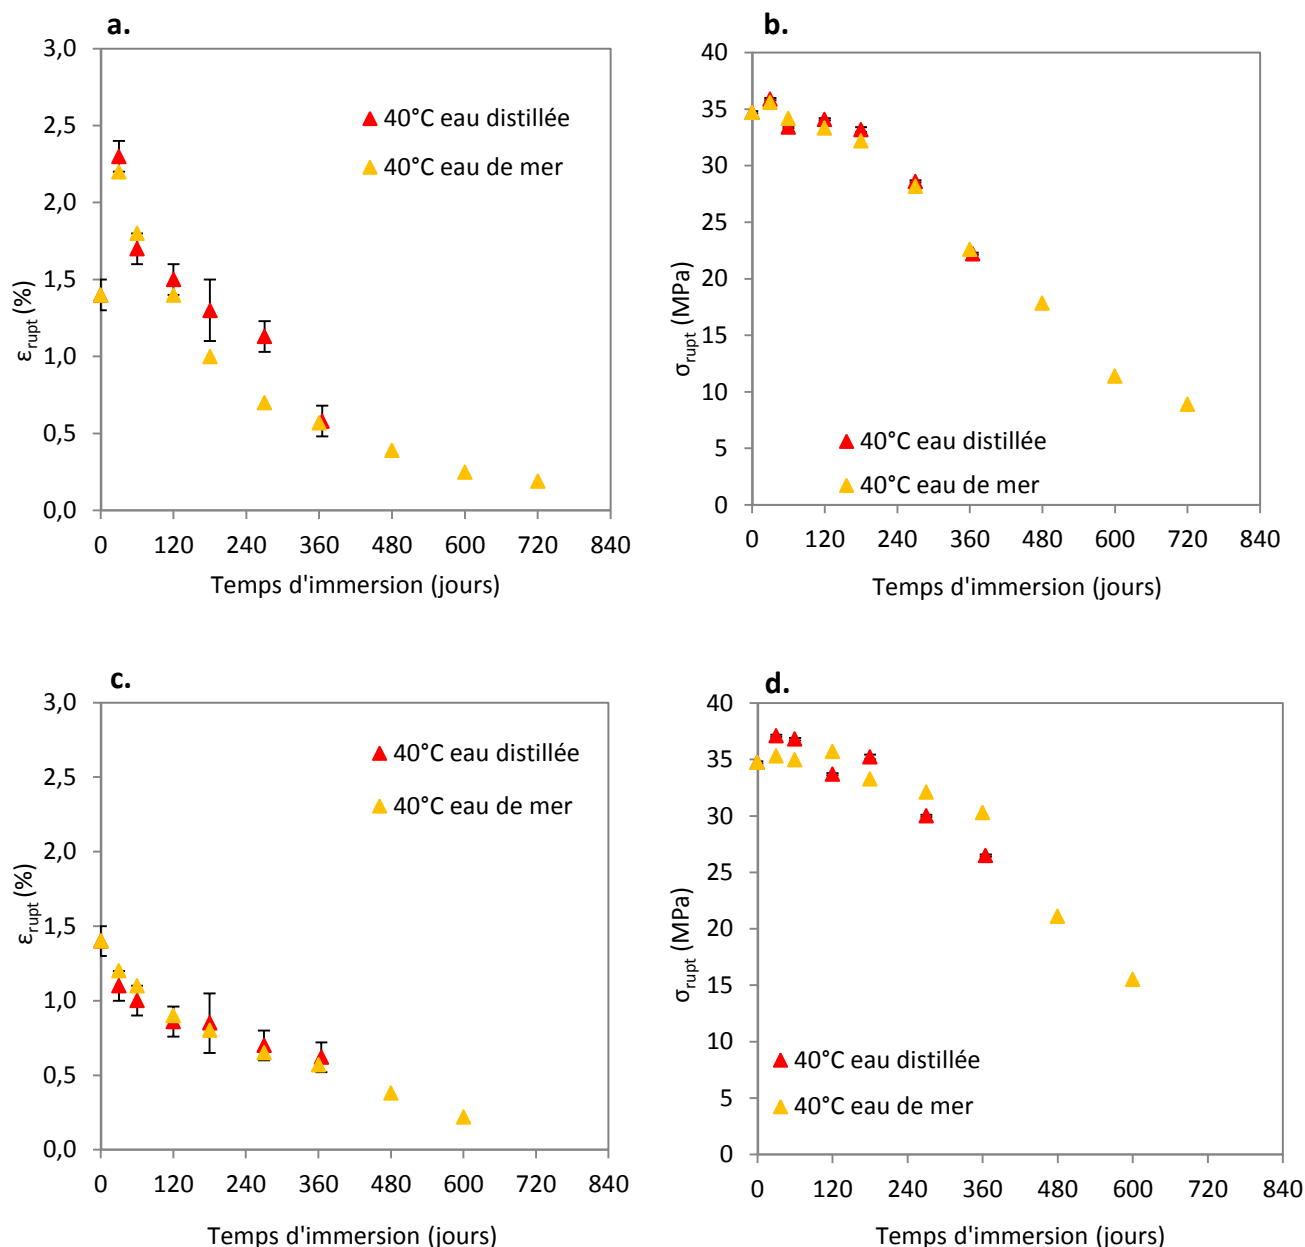 a.
3,0
2,5
2,0
1,5
1,0
0,5
0,0
ε_rupt (%)
40°C eau distillée
40°C eau de mer
0 120 240 360 480 600 720 840
Temps d'immersion (jours)
b.
40
35
30
25
20
15
10
5
0
σ_rupt (MPa)
40°C eau distillée
40°C eau de mer
0 120 240 360 480 600 720 840
Temps d'immersion (jours)
c.
3,0
2,5
2,0
1,5
1,0
0,5
0,0
ε_rupt (%)
40°C eau distillée
40°C eau de mer
0 120 240 360 480 600 720 840
Temps d'immersion (jours)
d.
40
35
30
25
20
15
10
5
0
σ_rupt (MPa)
40°C eau distillée
40°C eau de mer
0 120 240 360 480 600 720 840
Temps d'immersion (jours)